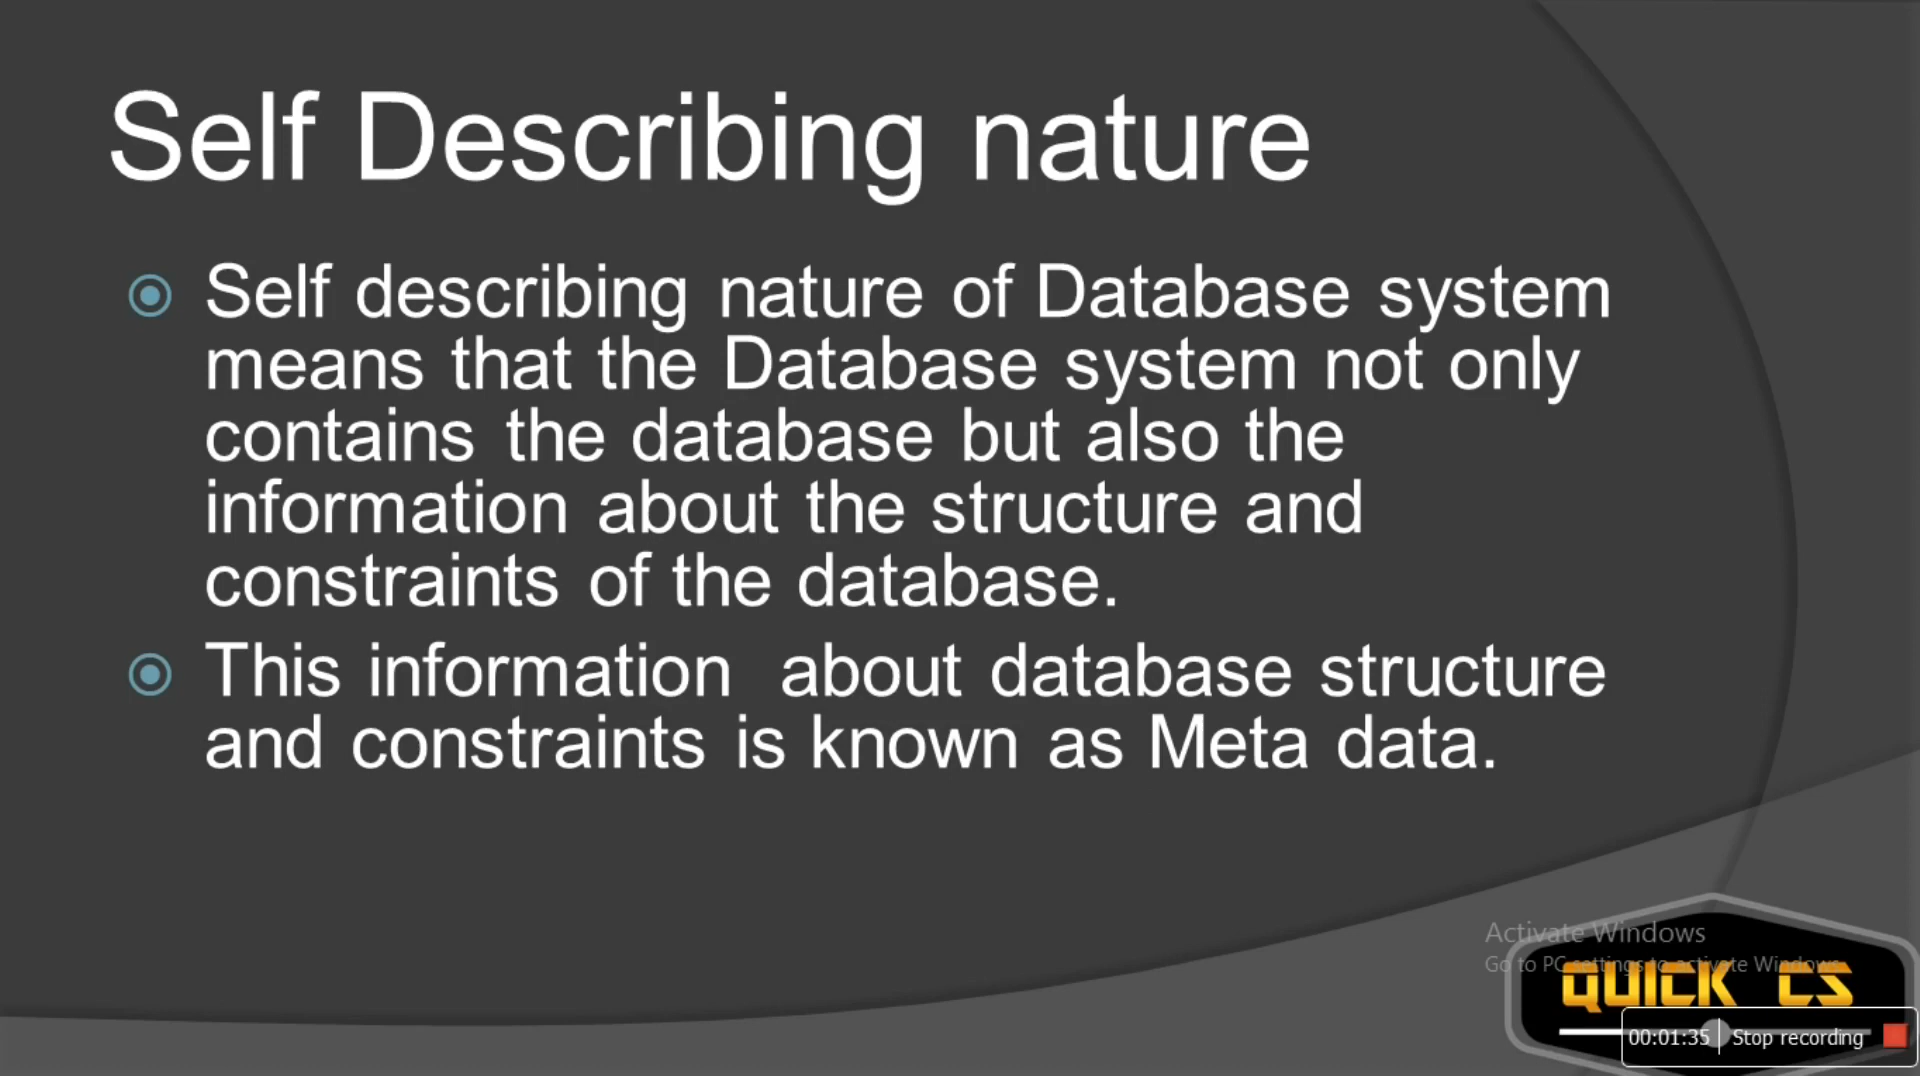 Self Describing nature
Self describing nature of Database system
means that the Database system not only
contains the database but also the
information about the structure and
constraints of the database.
This information about database structure
and constraints is known as Meta data.
Activate Windows
Go to PC settings to activate Windows.
QUICK CS
00:01:35 Stop recording